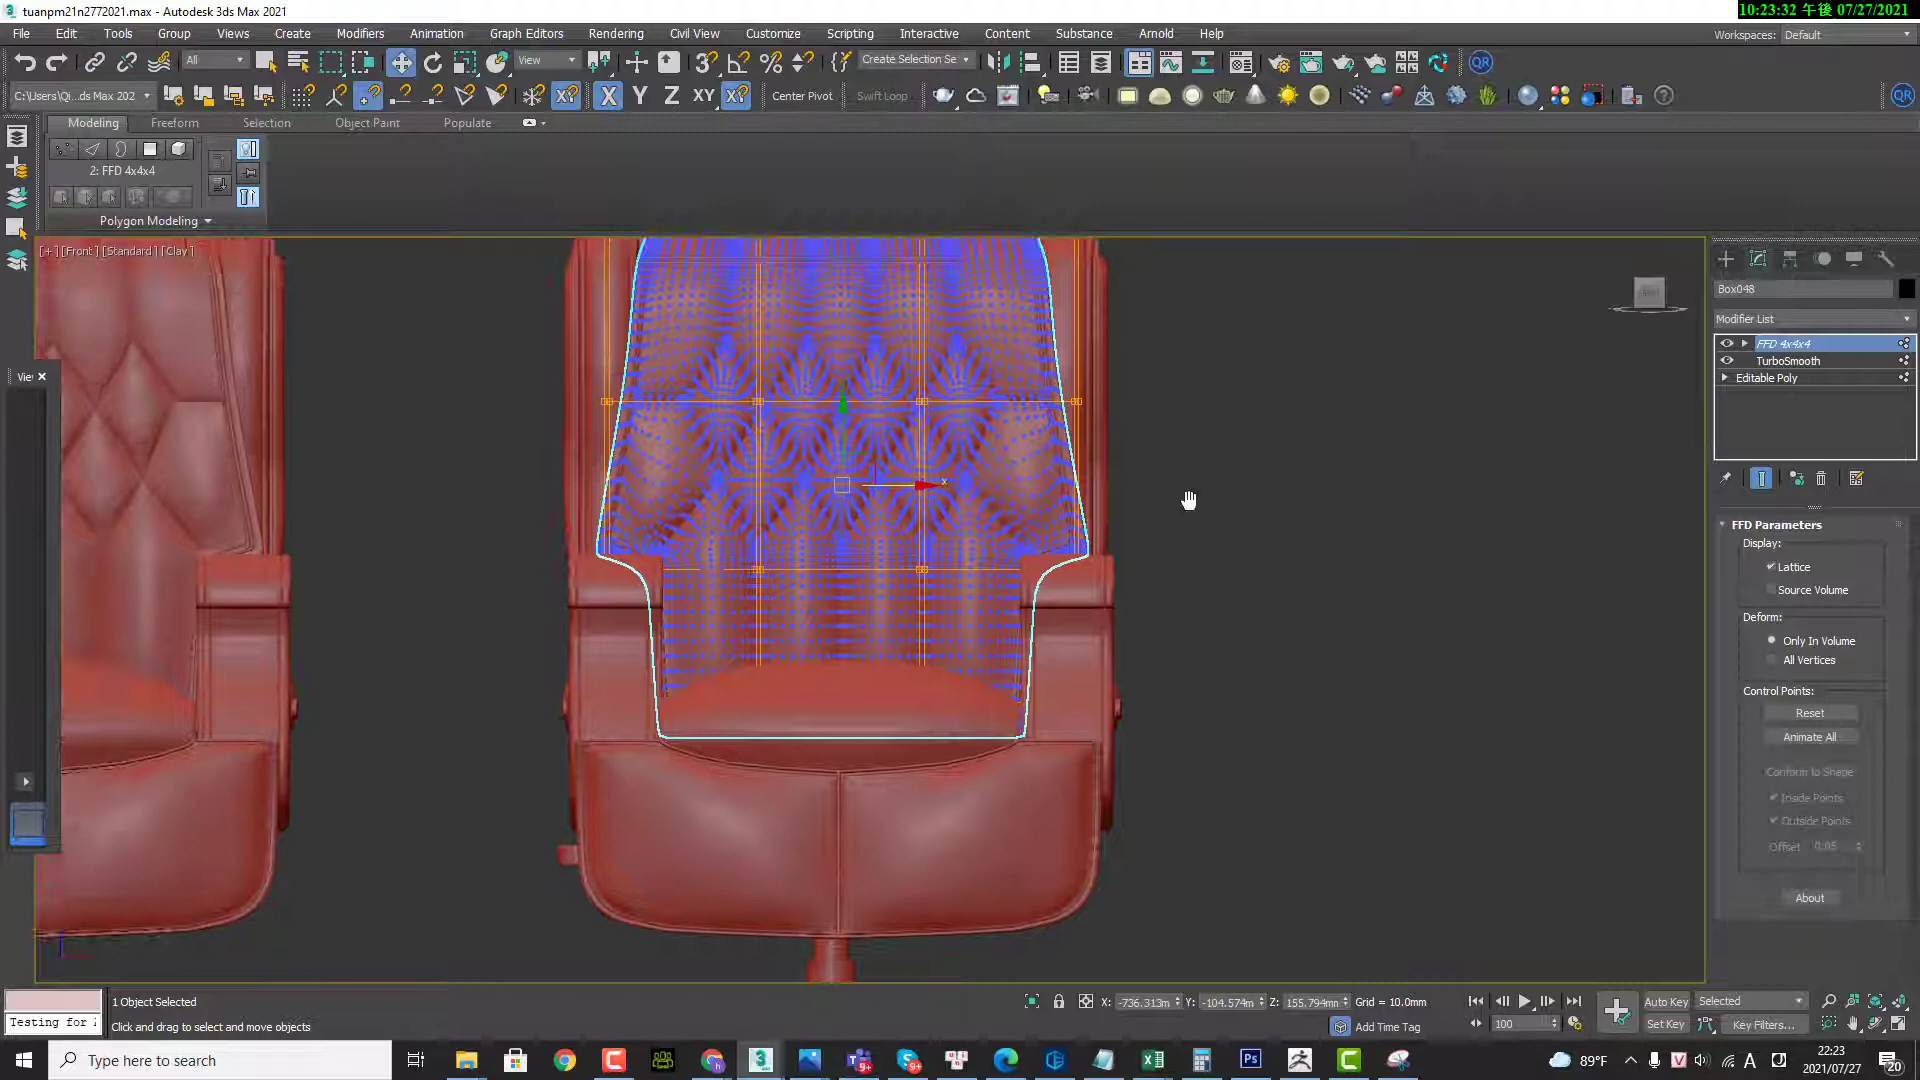 tuanpm21n2772021.max - Autodesk 3ds Max 2021
10:23:32 午後 07/27/2021
File Edit Tools Group Views Create Modifiers Animation Graph Editors Rendering Civil View Customize Scripting Interactive Content Substance Arnold Help
Workspaces: Default
All View Create Selection Se QR
C:\Users\Qi...ds Max 202 X Y Z XY Center Pivot Swift Loop QR
Modeling Freeform Selection Object Paint Populate
2: FFD 4x4x4
Polygon Modeling
[+] [Front] [Standard] [Clay]
Box048
Modifier List
FFD 4x4x4
TurboSmooth
Editable Poly
Vie
x
FFD Parameters
Display:
Lattice
Source Volume
Deform:
Only In Volume
All Vertices
Control Points:
Reset
Animate All
Conform to Shape
Inside Points
Outside Points
Offset 0.05
About
1 Object Selected
X: -736.313m Y: -104.574m Z: 155.794mm Grid = 10.0mm
Auto Key Selected
Testing for
Click and drag to select and move objects
Add Time Tag
100
Set Key Key Filters...
Type here to search
Ps
89°F
V
A
22:23
2021/07/27
20